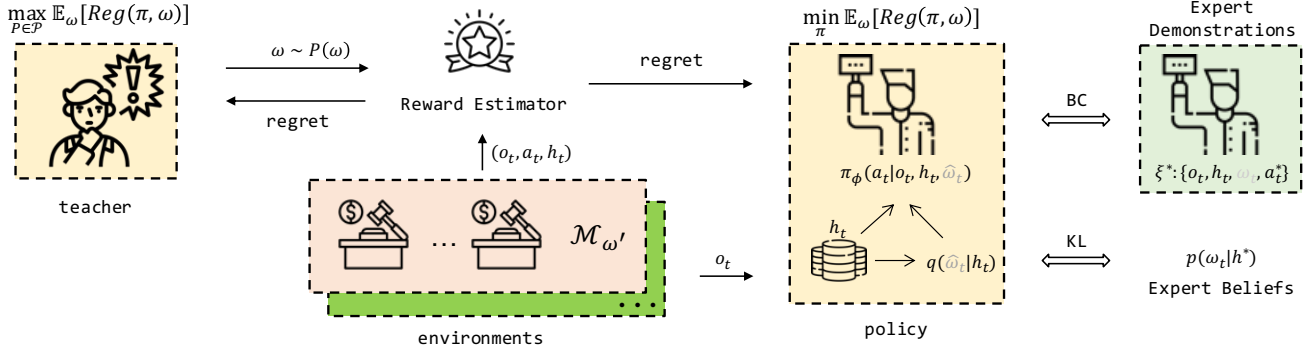 max 𝔼_ω[Reg(π, ω)]
P∈𝒫
teacher
ω ~ P(ω)
regret
Reward Estimator
(o_t, a_t, h_t)
$ ... $ ℳ_ω′
...
environments
regret
o_t
min 𝔼_ω[Reg(π, ω)]
π
π_ϕ(a_t|o_t, h_t, ω̂_t)
h_t
q(ω̂_t|h_t)
policy
BC
KL
Expert
Demonstrations
ξ*:{o_t, h_t, ω_t, a_t*}
p(ω_t|h*)
Expert Beliefs